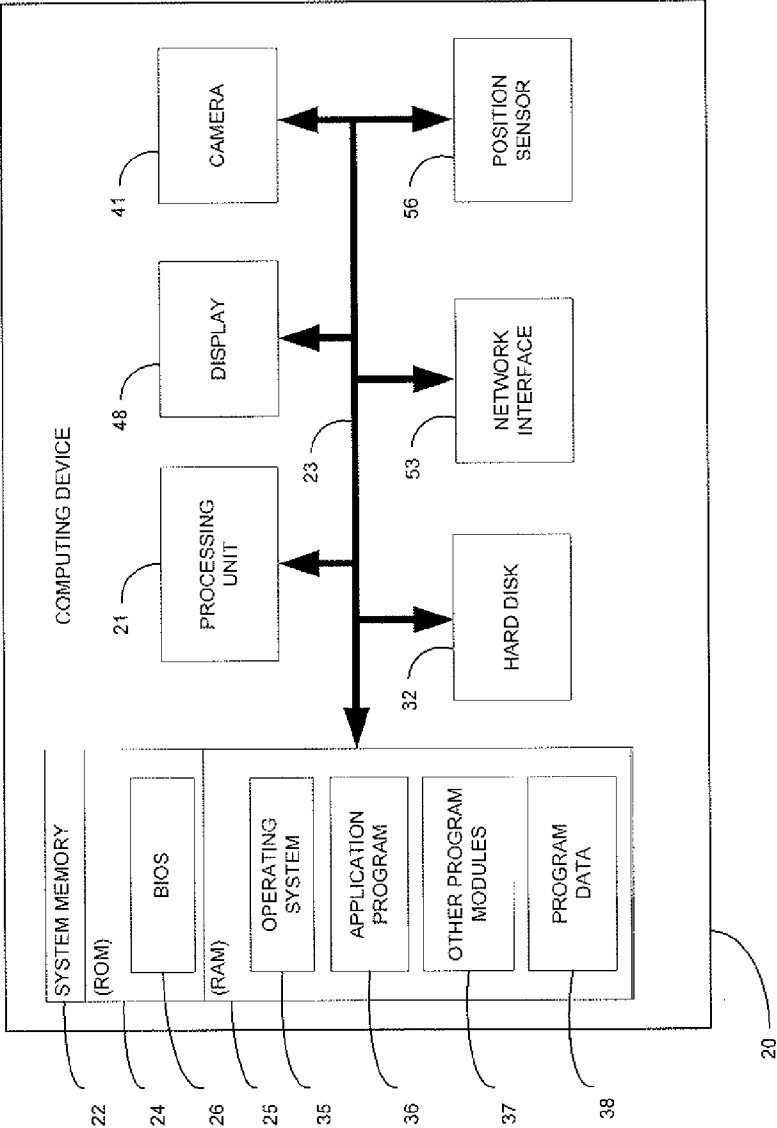 COMPUTING DEVICE
22
SYSTEM MEMORY
24
(ROM)
26
BIOS
25
(RAM)
35
OPERATING
SYSTEM
36
APPLICATION
PROGRAM
37
OTHER PROGRAM
MODULES
38
PROGRAM
DATA
21
PROCESSING
UNIT
48
DISPLAY
41
CAMERA
23
32
HARD DISK
53
NETWORK
INTERFACE
56
POSITION
SENSOR
20